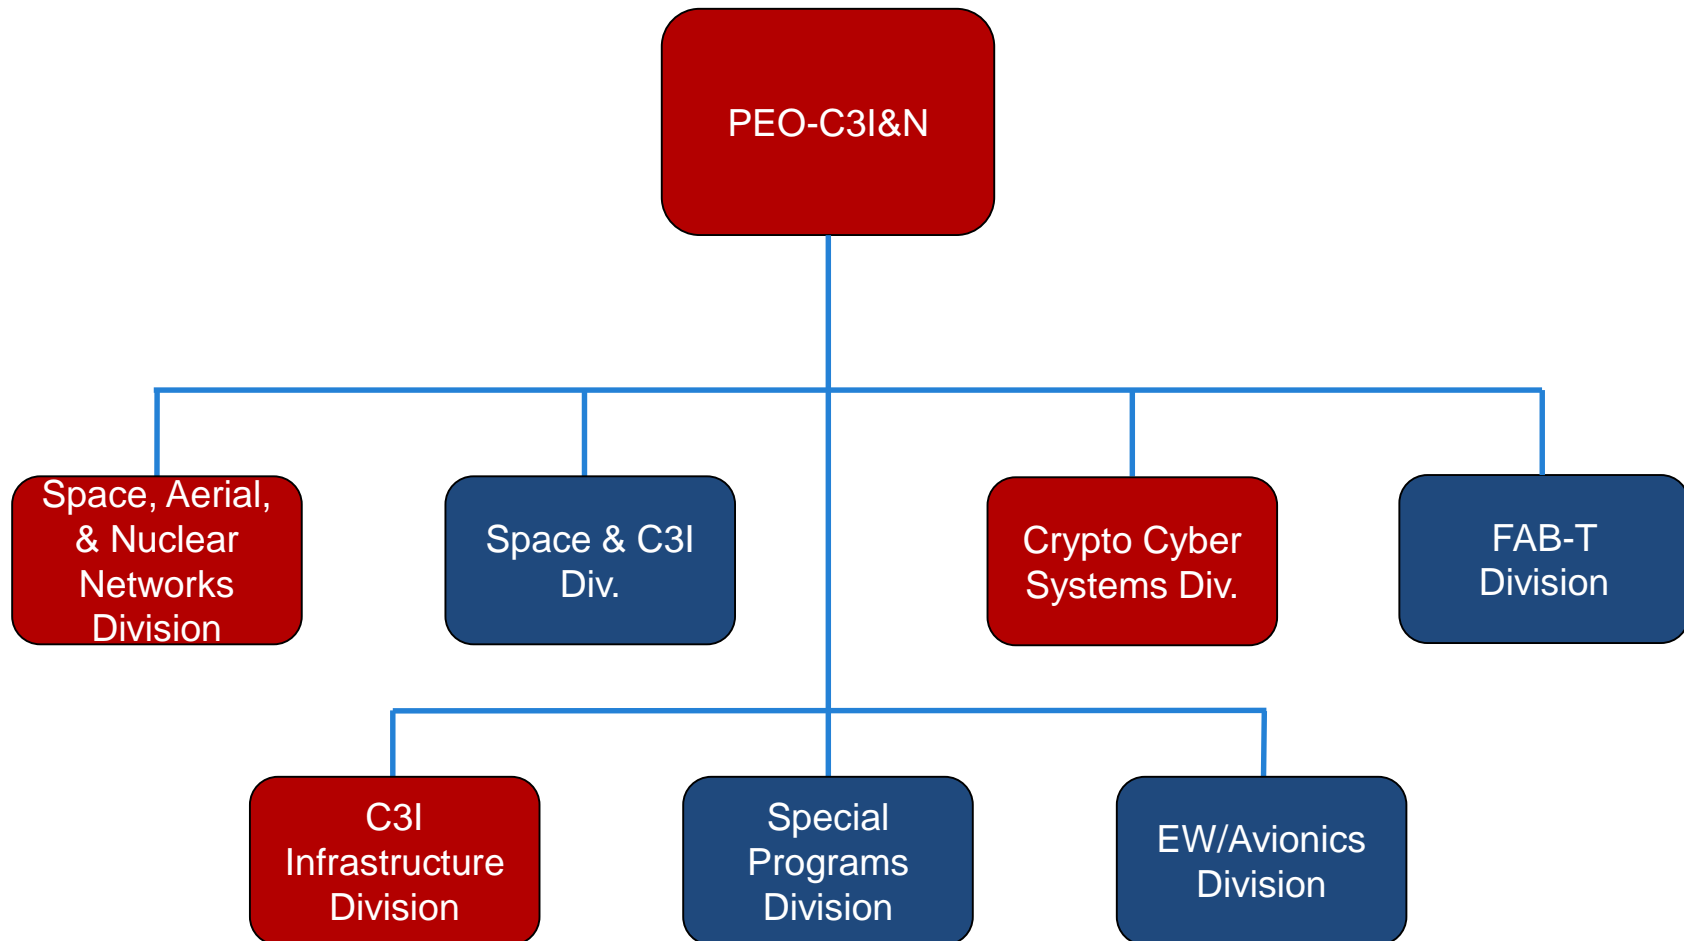 PEO-C3I&N
Space, Aerial,
& Nuclear
Networks
Division
Space & C3I
Div.
Crypto Cyber
Systems Div.
FAB-T
Division
C3I
Infrastructure
Division
Special
Programs
Division
EW/Avionics
Division